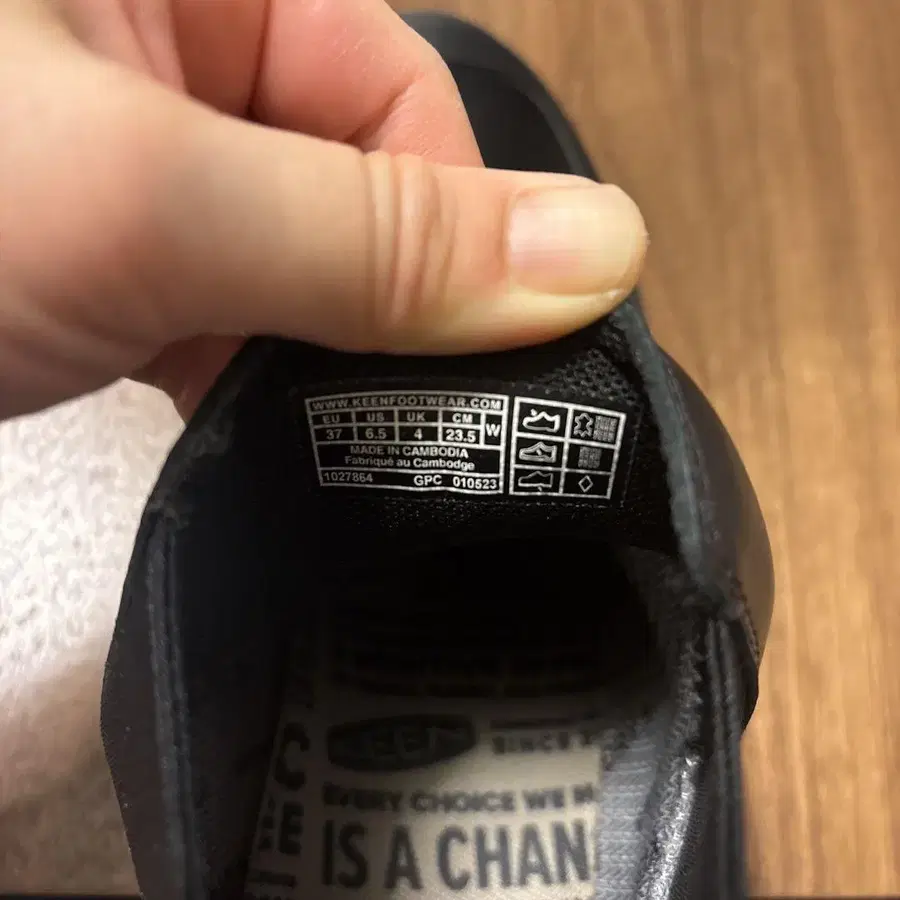 WWW.KEENFOOTWEAR.COM
EU US UK CM
37 6.5 4 23.5 W
MADE IN CAMBODIA
Fabriqué au Cambodge
1027864 GPC 010523
KEEN
SINCE
EVERY CHOICE WE
IS A CHAN